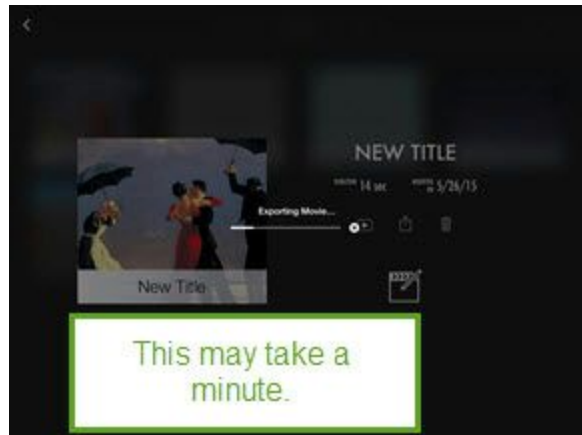 NEW TITLE
14 sec
5/26/15
Exporting Movie...
New Title
This may take a
minute.